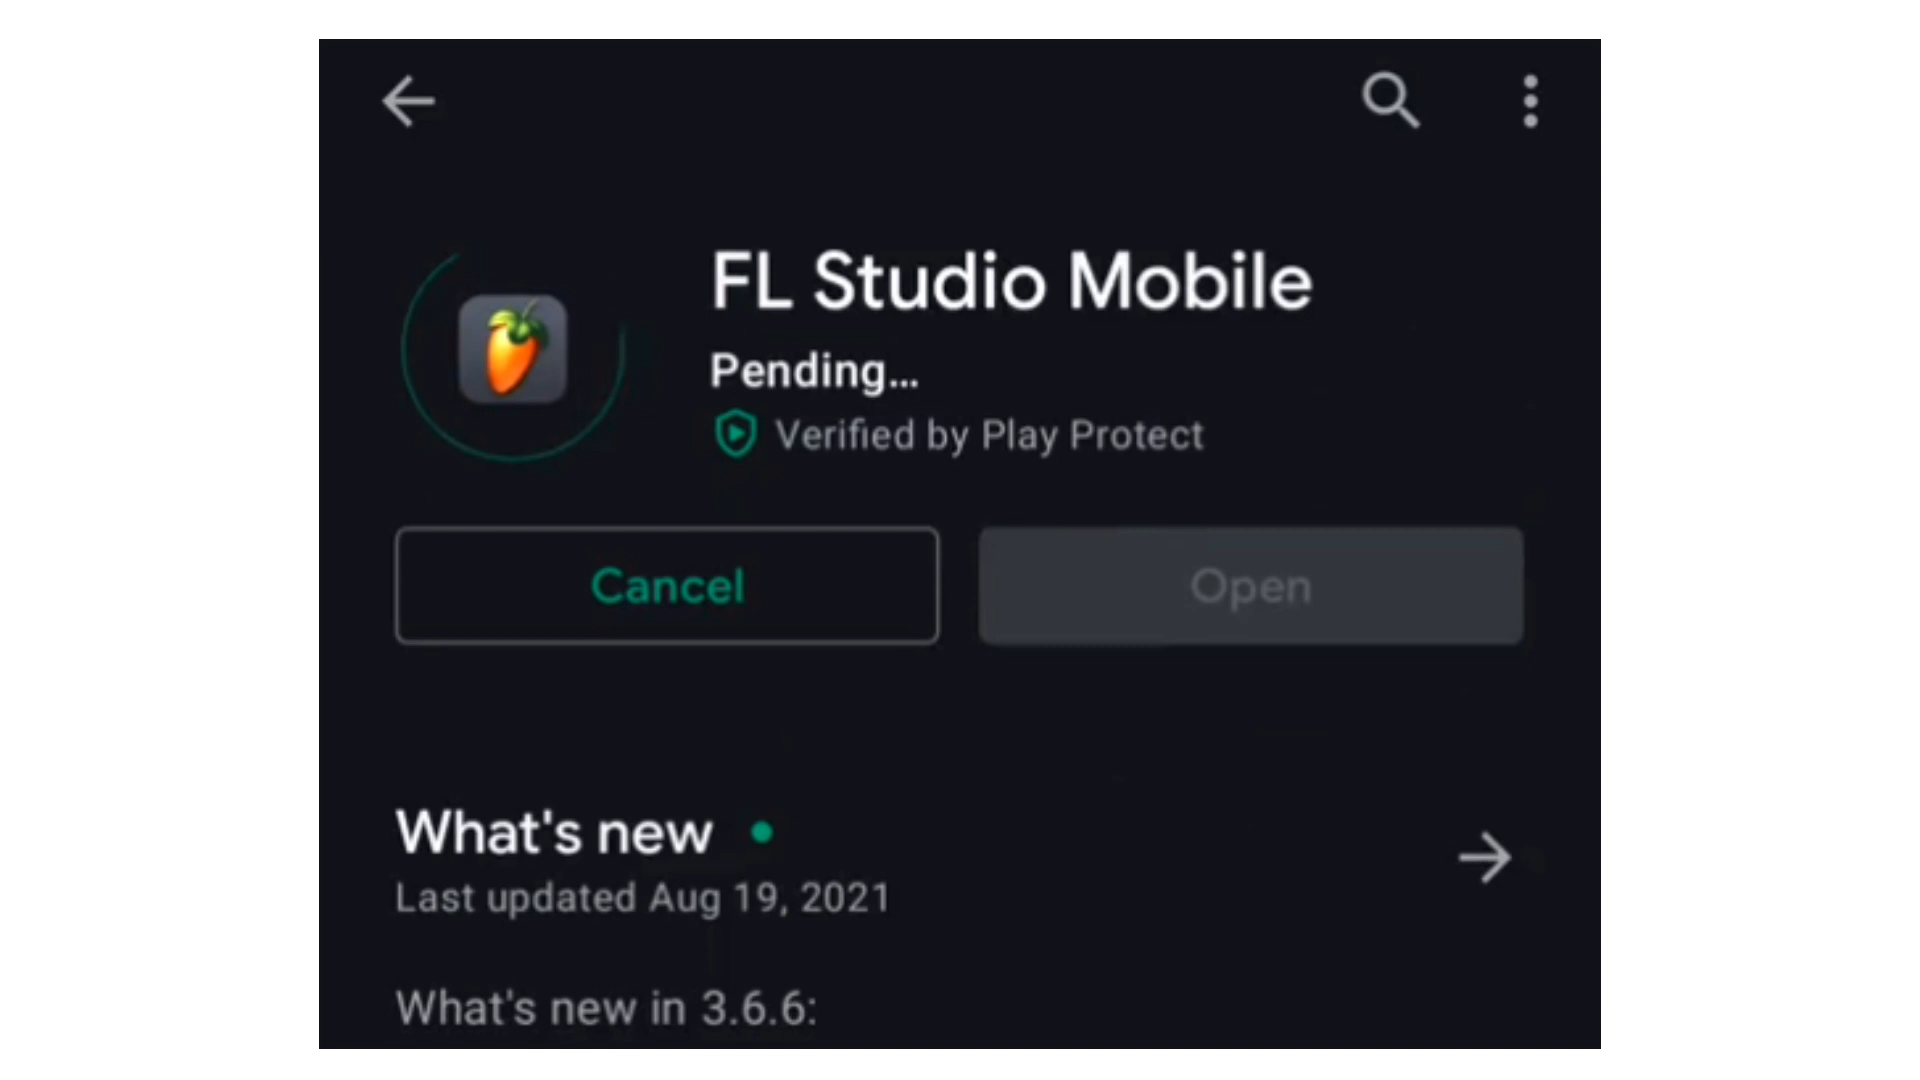 FL Studio Mobile
Pending...
Verified by Play Protect
Cancel
Open
What's new
Last updated Aug 19, 2021
What's new in 3.6.6: